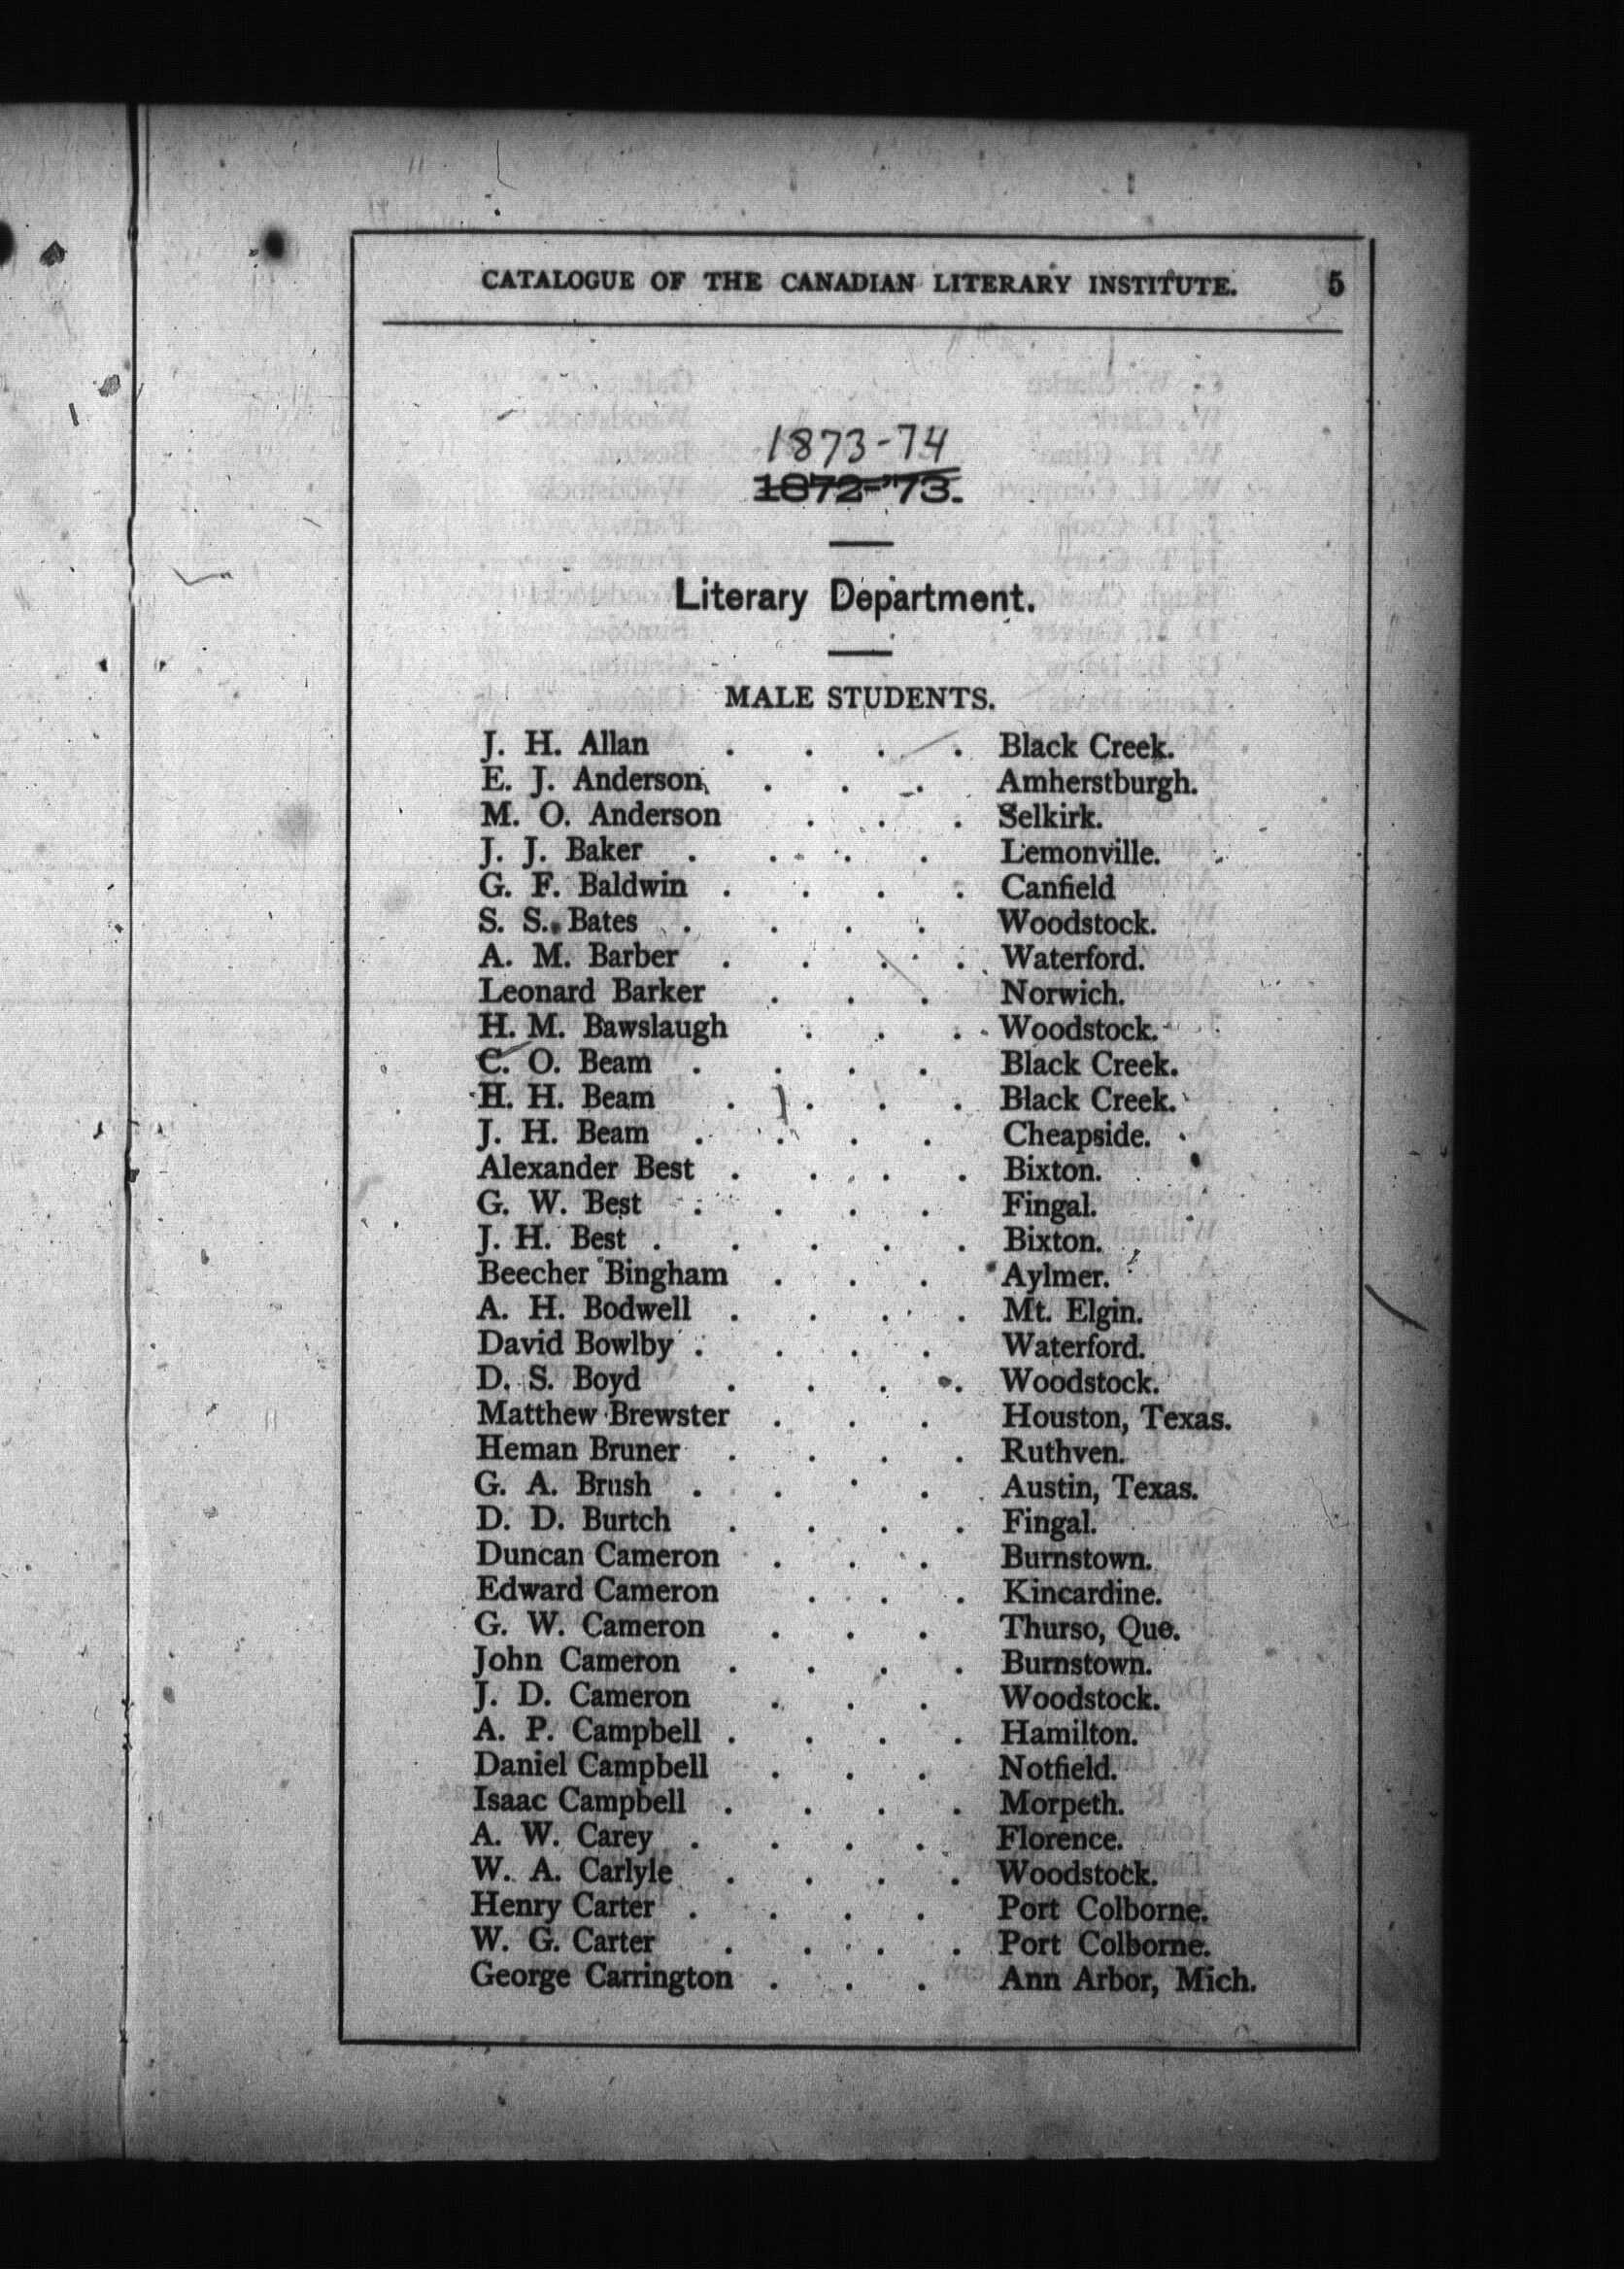 CATALOGUE OF THE CANADIAN LITERARY INSTITUTE. 5
1873-74
1872-'73.
Literary Department.
MALE STUDENTS.
J. H. Allan . . . . Black Creek.
E. J. Anderson, . . . Amherstburgh.
M. O. Anderson . . . Selkirk.
J. J. Baker . . . . Lemonville.
G. F. Baldwin . . . . Canfield
S. S. Bates . . . . Woodstock.
A. M. Barber . . . . Waterford.
Leonard Barker . . . Norwich.
H. M. Bawslaugh . . . Woodstock.
C. O. Beam . . . . Black Creek.
H. H. Beam . . . . Black Creek.
J. H. Beam . . . . Cheapside.
Alexander Best . . . . Bixton.
G. W. Best . . . . Fingal.
J. H. Best . . . . . Bixton.
Beecher Bingham . . . Aylmer.
A. H. Bodwell . . . . Mt. Elgin.
David Bowlby . . . . Waterford.
D. S. Boyd . . . . Woodstock.
Matthew Brewster . . . Houston, Texas.
Heman Bruner . . . . Ruthven.
G. A. Brush . . . . Austin, Texas.
D. D. Burtch . . . . Fingal.
Duncan Cameron . . . Burnstown.
Edward Cameron . . . Kincardine.
G. W. Cameron . . . Thurso, Que.
John Cameron . . . . Burnstown.
J. D. Cameron . . . Woodstock.
A. P. Campbell . . . . Hamilton.
Daniel Campbell . . . Notfield.
Isaac Campbell . . . . Morpeth.
A. W. Carey . . . . Florence.
W. A. Carlyle . . . . Woodstock.
Henry Carter . . . . Port Colborne.
W. G. Carter . . . . Port Colborne.
George Carrington . . . Ann Arbor, Mich.